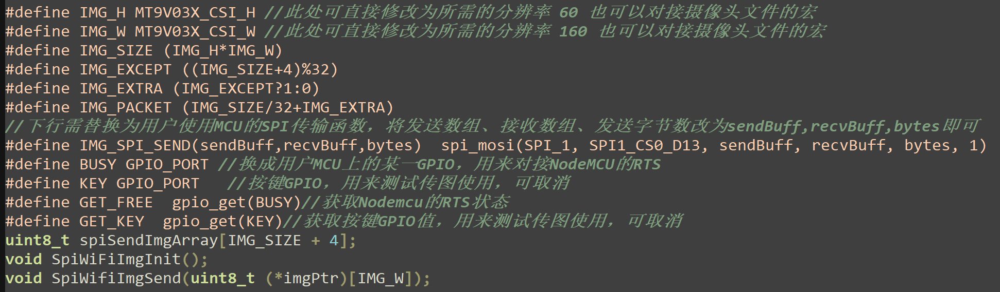 #define IMG_H MT9V03X_CSI_H //此处可直接修改为所需的分辨率 60 也可以对接摄像头文件的宏
#define IMG_W MT9V03X_CSI_W //此处可直接修改为所需的分辨率 160 也可以对接摄像头文件的宏
#define IMG_SIZE (IMG_H*IMG_W)
#define IMG_EXCEPT ((IMG_SIZE+4)%32)
#define IMG_EXTRA (IMG_EXCEPT?1:0)
#define IMG_PACKET (IMG_SIZE/32+IMG_EXTRA)
//下行需替换为用户使用MCU的SPI传输函数，将发送数组、接收数组、发送字节数改为sendBuff,recvBuff,bytes即可
#define IMG_SPI_SEND(sendBuff,recvBuff,bytes)  spi_mosi(SPI_1, SPI1_CS0_D13, sendBuff, recvBuff, bytes, 1)
#define BUSY GPIO_PORT //换成用户MCU上的某一GPIO，用来对接NodeMCU的RTS
#define KEY GPIO_PORT   //按键GPIO，用来测试传图使用，可取消
#define GET_FREE  gpio_get(BUSY)//获取Nodemcu的RTS状态
#define GET_KEY  gpio_get(KEY)//获取按键GPIO值，用来测试传图使用，可取消
uint8_t spiSendImgArray[IMG_SIZE + 4];
void SpiWiFiImgInit();
void SpiWifiImgSend(uint8_t (*imgPtr)[IMG_W]);